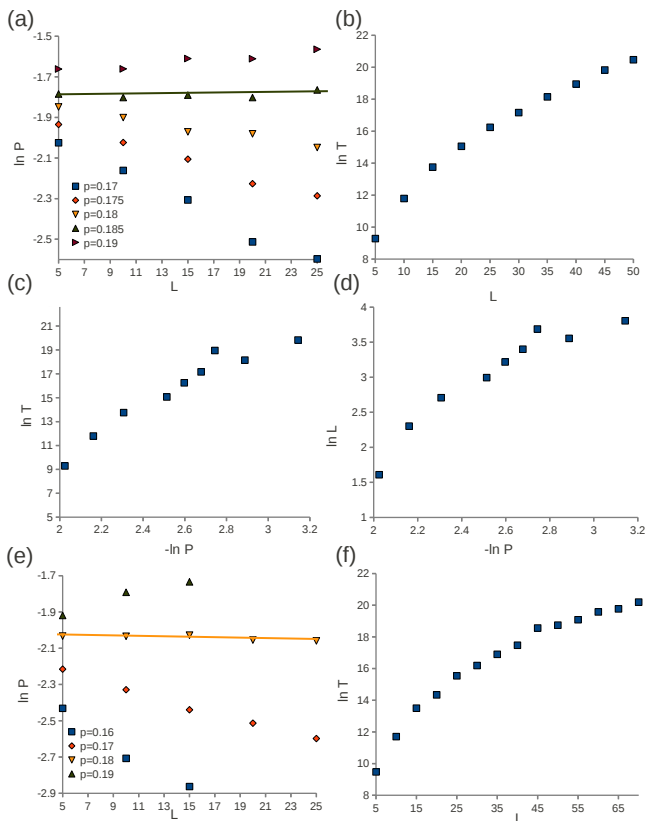 (a)
-1.5
-1.7
-1.9
-2.1
-2.3
-2.5
ln P
p=0.17
p=0.175
p=0.18
p=0.185
p=0.19
5 7 9 11 13 15 17 19 21 23 25
L
(b)
22
20
18
16
14
12
10
8
ln T
5 10 15 20 25 30 35 40 45 50
L
(c)
21
19
17
15
13
11
9
7
5
ln T
2 2.2 2.4 2.6 2.8 3 3.2
-ln P
(d)
4
3.5
3
2.5
2
1.5
1
ln L
2 2.2 2.4 2.6 2.8 3 3.2
-ln P
(e)
-1.7
-1.9
-2.1
-2.3
-2.5
-2.7
-2.9
ln P
p=0.16
p=0.17
p=0.18
p=0.19
5 7 9 11 13 15 17 19 21 23 25
L
(f)
22
20
18
16
14
12
10
8
ln T
5 15 25 35 45 55 65